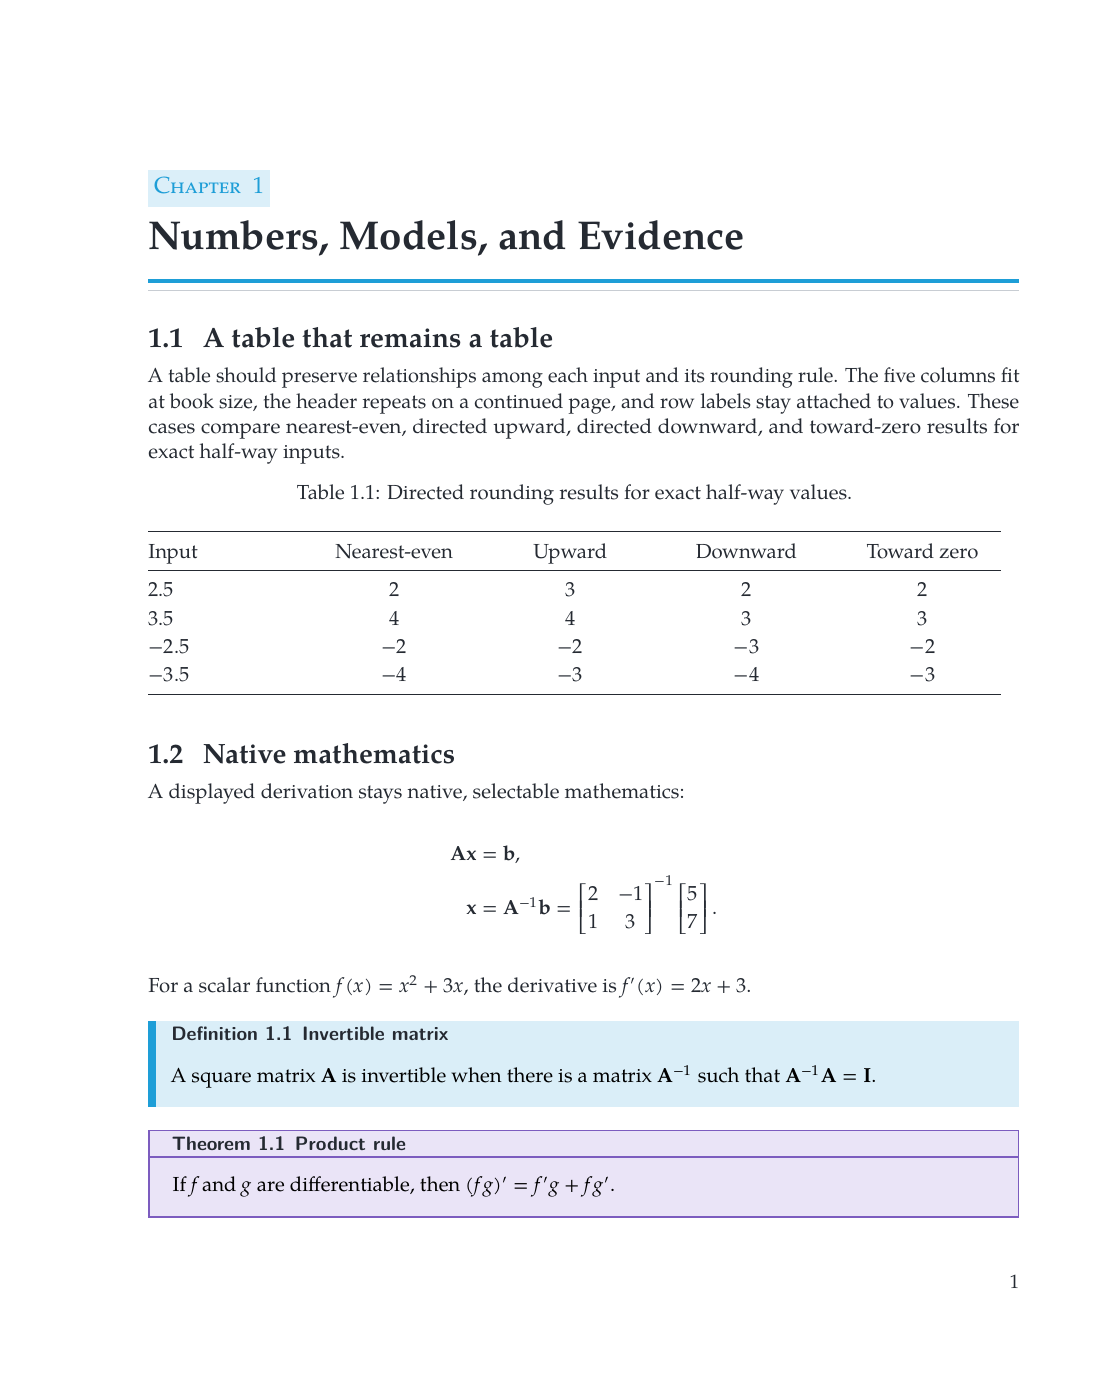 CHAPTER 1
Numbers, Models, and Evidence
1.1 A table that remains a table
A table should preserve relationships among each input and its rounding rule. The five columns fit
at book size, the header repeats on a continued page, and row labels stay attached to values. These
cases compare nearest-even, directed upward, directed downward, and toward-zero results for
exact half-way inputs.
Table 1.1: Directed rounding results for exact half-way values.
Input Nearest-even Upward Downward Toward zero
2.5 2 3 2 2
3.5 4 4 3 3
−2.5 −2 −2 −3 −2
−3.5 −4 −3 −4 −3
1.2 Native mathematics
A displayed derivation stays native, selectable mathematics:
Ax = b,
x = A⁻¹b = [2 −1; 1 3]⁻¹ [5; 7].
For a scalar function f(x) = x² + 3x, the derivative is f′(x) = 2x + 3.
Definition 1.1 Invertible matrix
A square matrix A is invertible when there is a matrix A⁻¹ such that A⁻¹A = I.
Theorem 1.1 Product rule
If f and g are differentiable, then (fg)′ = f′g + fg′.
1